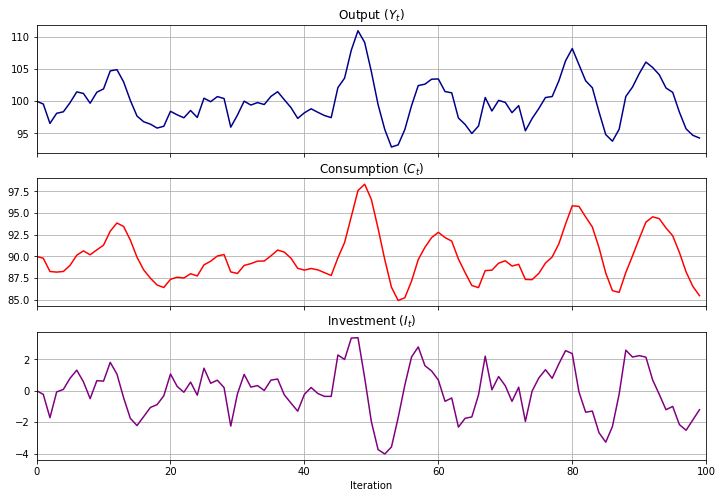 Output (Y_t)
110
105
100
95
Consumption (C_t)
97.5
95.0
92.5
90.0
87.5
85.0
Investment (I_t)
2
0
−2
−4
0 20 40 60 80 100
Iteration